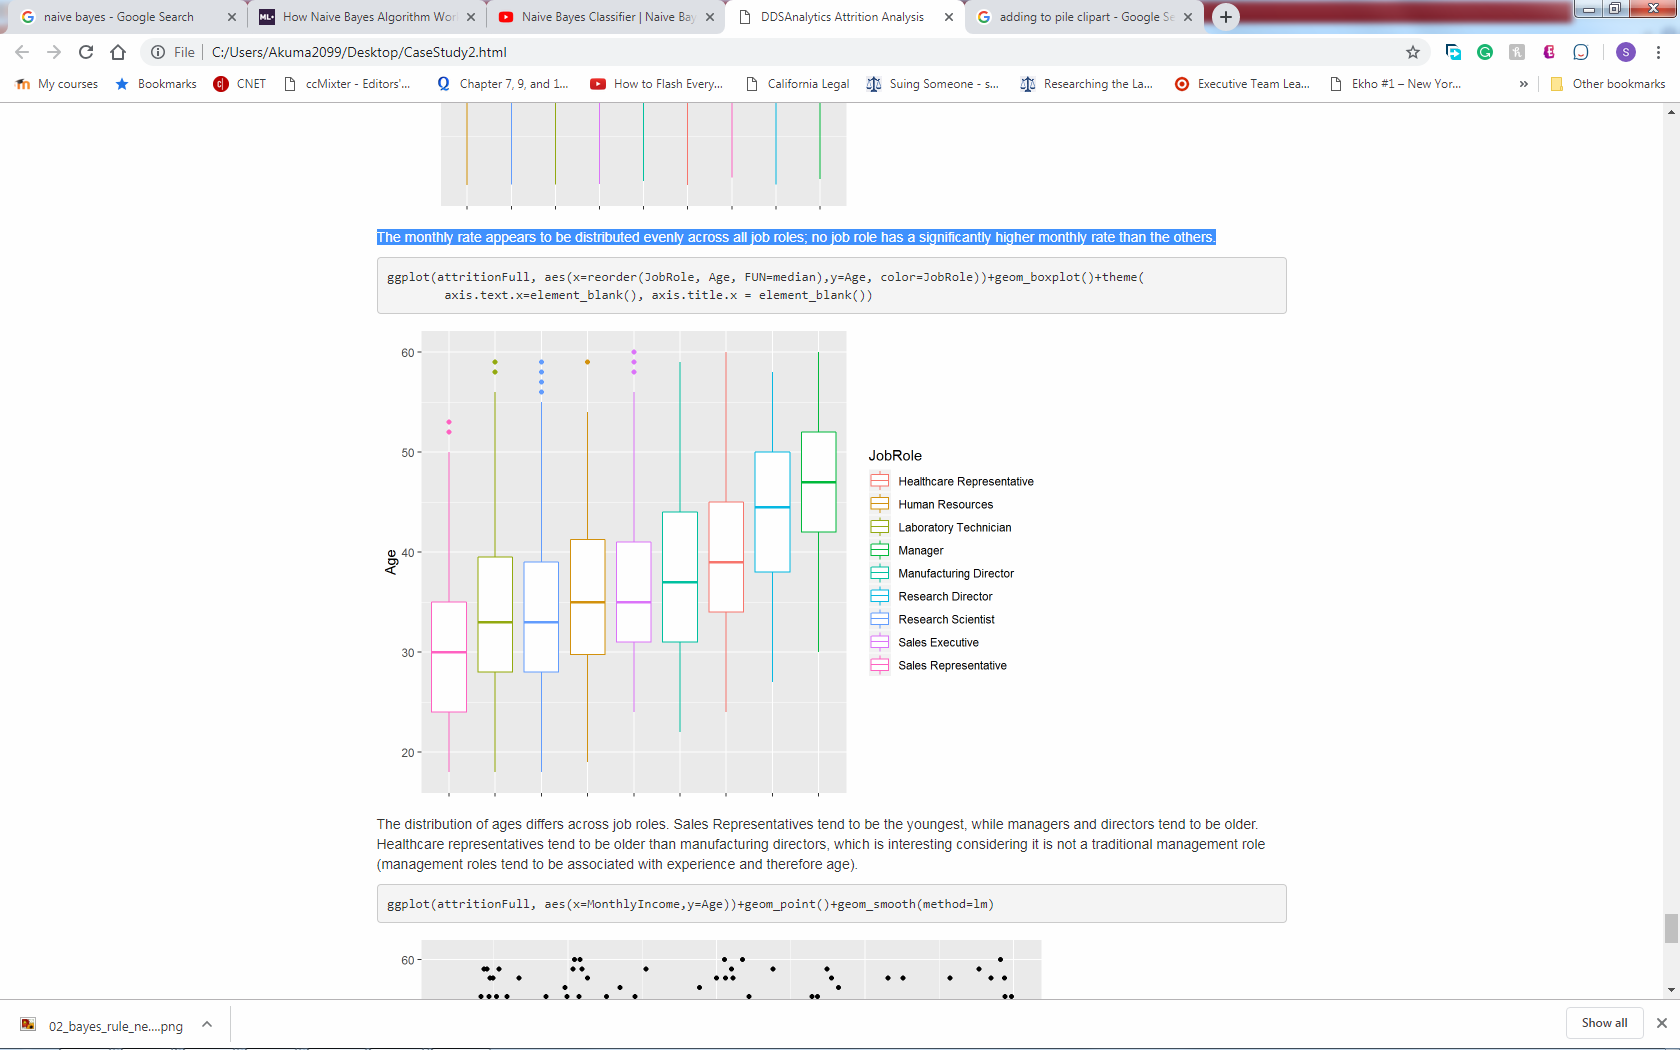 naive bayes - Google Search
How Naive Bayes Algorithm Wor
Naive Bayes Classifier | Naive Bay
DDSAnalytics Attrition Analysis
adding to pile clipart - Google Se
File
C:/Users/Akuma2099/Desktop/CaseStudy2.html
S
My courses
Bookmarks
CNET
ccMixter - Editors'...
Chapter 7, 9, and 1...
How to Flash Every...
California Legal
Suing Someone - s...
Researching the La...
Executive Team Lea...
Ekho #1 – New Yor...
»
Other bookmarks
The monthly rate appears to be distributed evenly across all job roles; no job role has a significantly higher monthly rate than the others.
ggplot(attritionFull, aes(x=reorder(JobRole, Age, FUN=median),y=Age, color=JobRole))+geom_boxplot()+theme(
axis.text.x=element_blank(), axis.title.x = element_blank())
60
50
40
30
20
Age
JobRole
Healthcare Representative
Human Resources
Laboratory Technician
Manager
Manufacturing Director
Research Director
Research Scientist
Sales Executive
Sales Representative
The distribution of ages differs across job roles. Sales Representatives tend to be the youngest, while managers and directors tend to be older.
Healthcare representatives tend to be older than manufacturing directors, which is interesting considering it is not a traditional management role
(management roles tend to be associated with experience and therefore age).
ggplot(attritionFull, aes(x=MonthlyIncome,y=Age))+geom_point()+geom_smooth(method=lm)
60
02_bayes_rule_ne....png
Show all